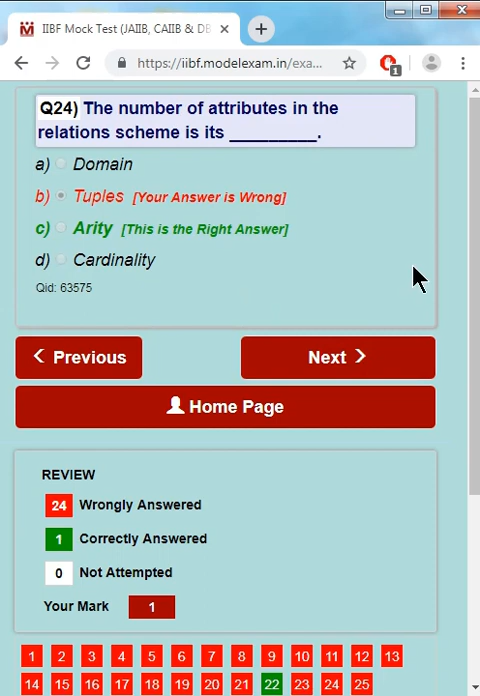 IIBF Mock Test (JAIIB, CAIIB & DB
https://iibf.modelexam.in/exa...
1
Q24) The number of attributes in the
relations scheme is its _________.
a) Domain
b) Tuples [Your Answer is Wrong]
c) Arity [This is the Right Answer]
d) Cardinality
Qid: 63575
Previous
Next
Home Page
REVIEW
24 Wrongly Answered
1 Correctly Answered
0 Not Attempted
Your Mark 1
1 2 3 4 5 6 7 8 9 10 11 12 13
14 15 16 17 18 19 20 21 22 23 24 25